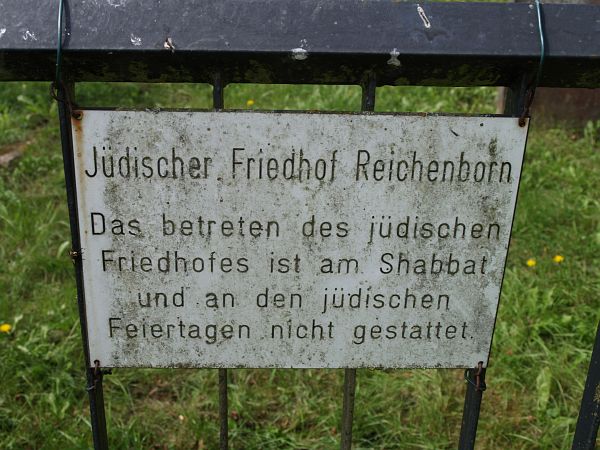 Jüdischer Friedhof Reichenborn
Das betreten des jüdischen
Friedhofes ist am Shabbat
und an den jüdischen
Feiertagen nicht gestattet.